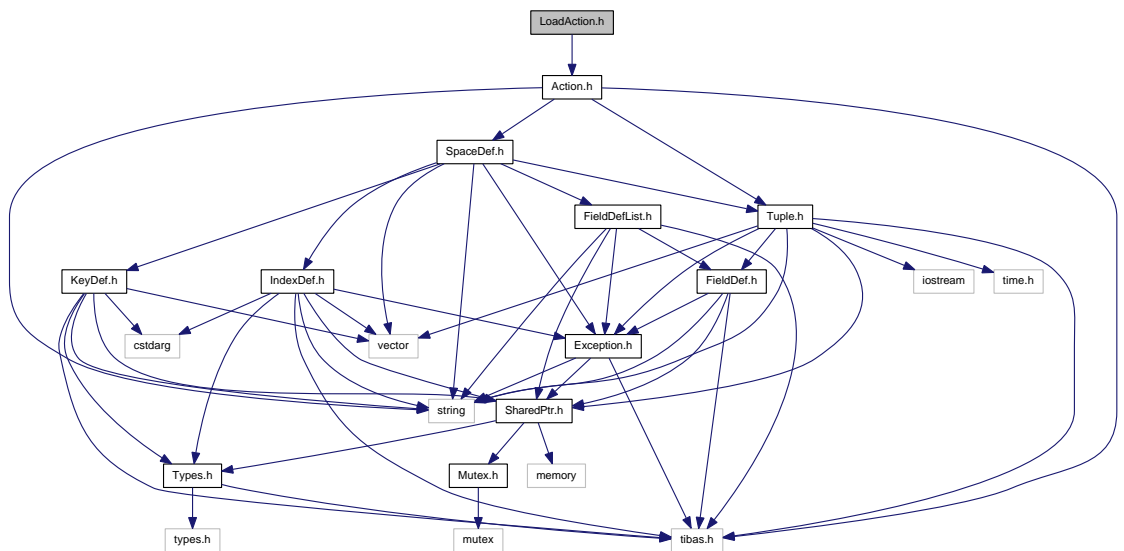 LoadAction.h
Action.h
SpaceDef.h
FieldDefList.h
Tuple.h
KeyDef.h
IndexDef.h
FieldDef.h
iostream
time.h
cstdarg
vector
Exception.h
string
SharedPtr.h
Types.h
Mutex.h
memory
types.h
mutex
tibas.h